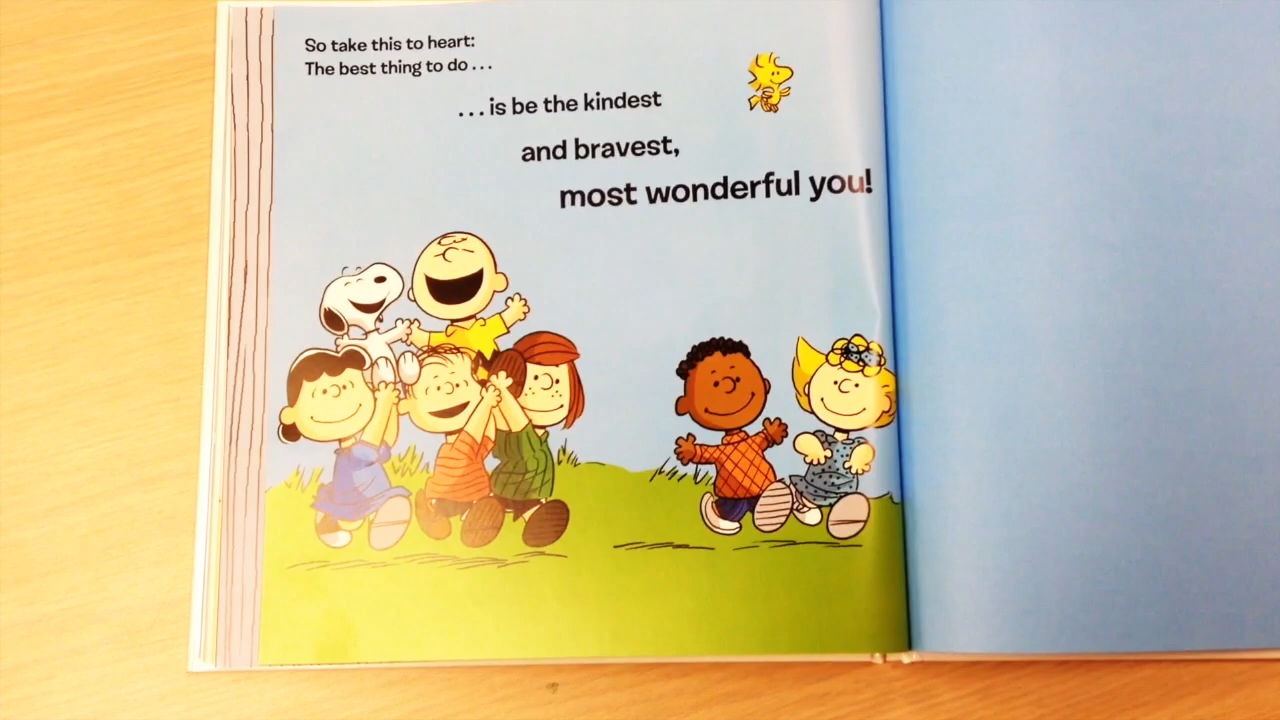 So take this to heart:
The best thing to do . . .
. . . is be the kindest
and bravest,
most wonderful you!